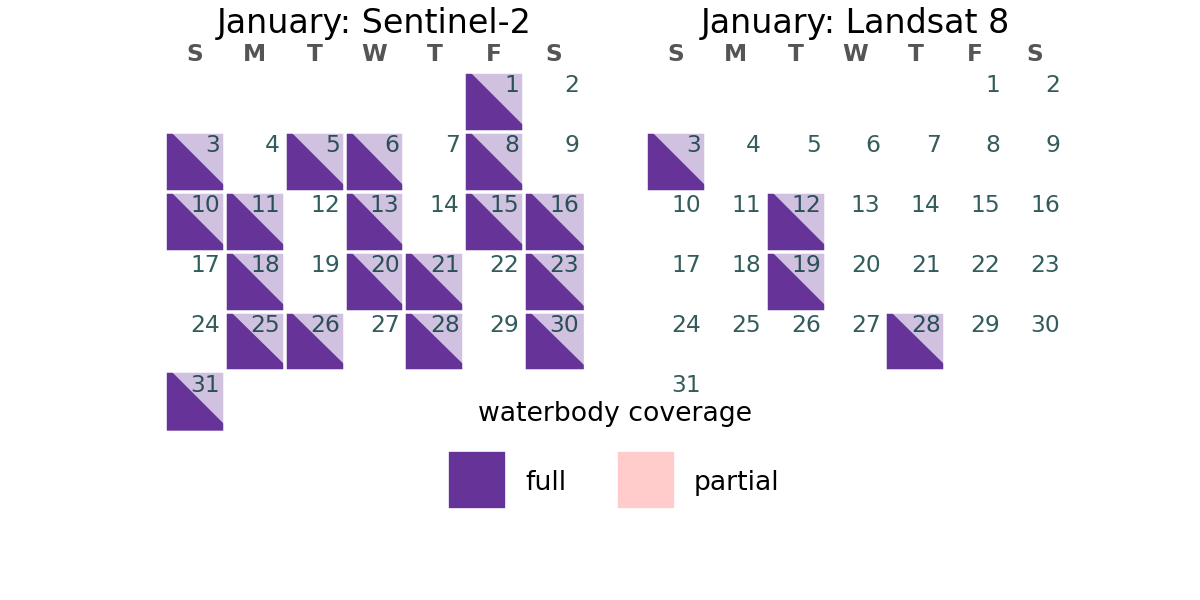 January: Sentinel-2
S M T W T F S
1 2
3 4 5 6 7 8 9
10 11 12 13 14 15 16
17 18 19 20 21 22 23
24 25 26 27 28 29 30
31
January: Landsat 8
S M T W T F S
1 2
3 4 5 6 7 8 9
10 11 12 13 14 15 16
17 18 19 20 21 22 23
24 25 26 27 28 29 30
31
waterbody coverage
full partial